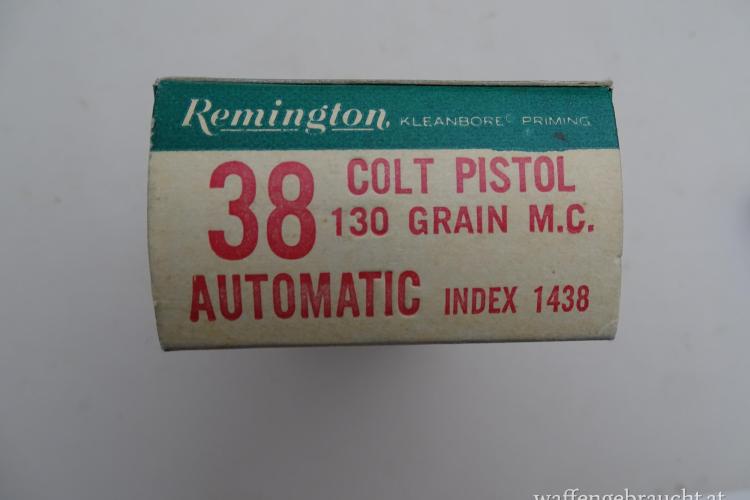 Remington, KLEANBORE PRIMING
38 COLT PISTOL
130 GRAIN M.C.
AUTOMATIC INDEX 1438
waffengebraucht.at